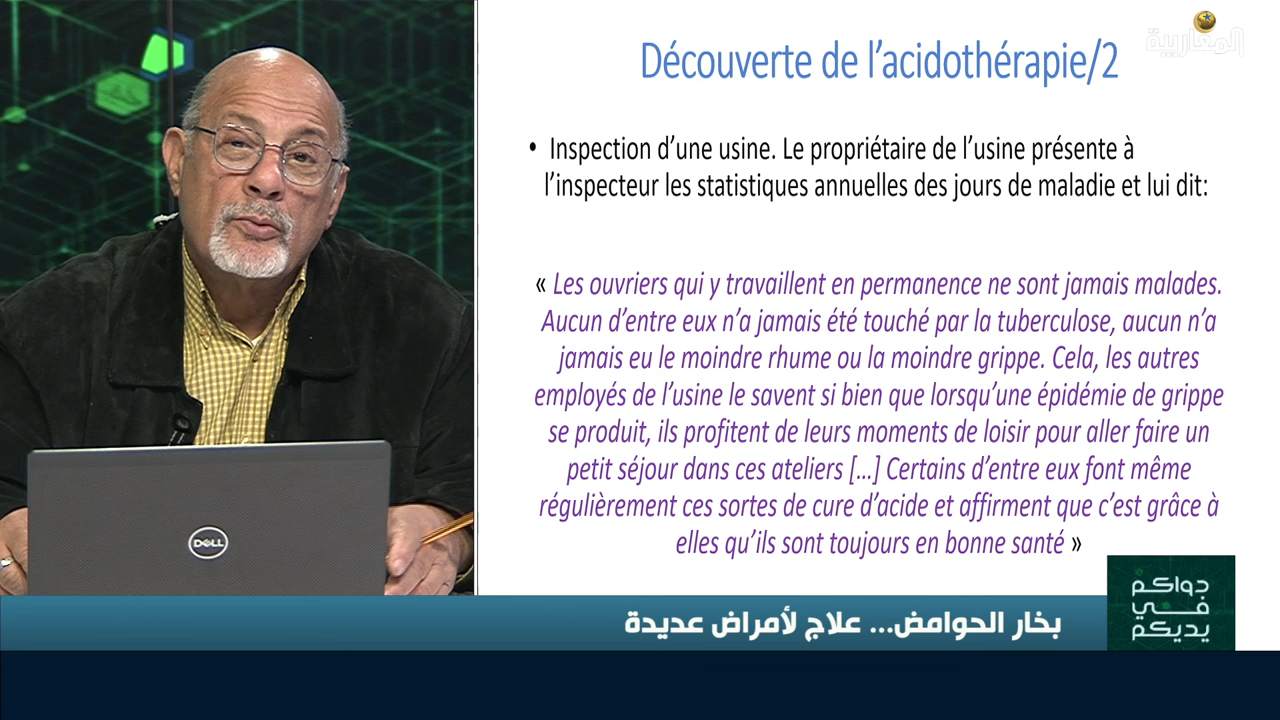 المغاربية
Découverte de l’acidothérapie/2
• Inspection d’une usine. Le propriétaire de l’usine présente à
l’inspecteur les statistiques annuelles des jours de maladie et lui dit:
« Les ouvriers qui y travaillent en permanence ne sont jamais malades.
Aucun d’entre eux n’a jamais été touché par la tuberculose, aucun n’a
jamais eu le moindre rhume ou la moindre grippe. Cela, les autres
employés de l’usine le savent si bien que lorsqu’une épidémie de grippe
se produit, ils profitent de leurs moments de loisir pour aller faire un
petit séjour dans ces ateliers [...] Certains d’entre eux font même
régulièrement ces sortes de cure d’acide et affirment que c’est grâce à
elles qu’ils sont toujours en bonne santé »
DELL
بخار الحوامض... علاج لأمراض عديدة
دواكم
في
يديكم